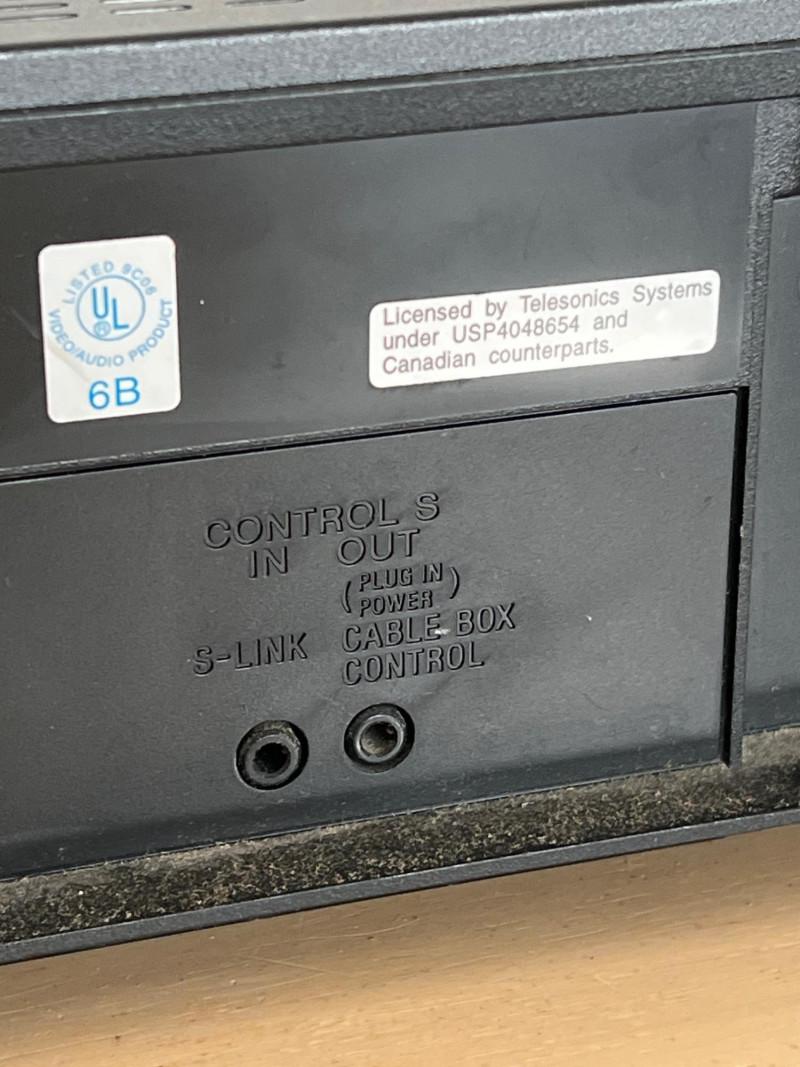 LISTED 9C06
UL
®
VIDEO/AUDIO PRODUCT
6B
Licensed by Telesonics Systems
under USP4048654 and
Canadian counterparts.
CONTROL S
IN OUT
(PLUG IN
POWER)
S-LINK CABLE BOX
CONTROL